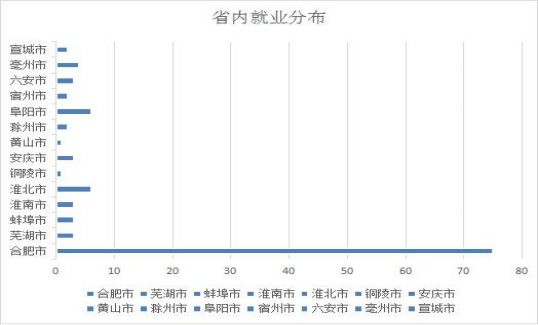 省内就业分布
宣城市
亳州市
六安市
宿州市
阜阳市
滁州市
黄山市
安庆市
铜陵市
淮北市
淮南市
蚌埠市
芜湖市
合肥市
0 10 20 30 40 50 60 70 80
合肥市 芜湖市 蚌埠市 淮南市 淮北市 铜陵市 安庆市
黄山市 滁州市 阜阳市 宿州市 六安市 亳州市 宣城市